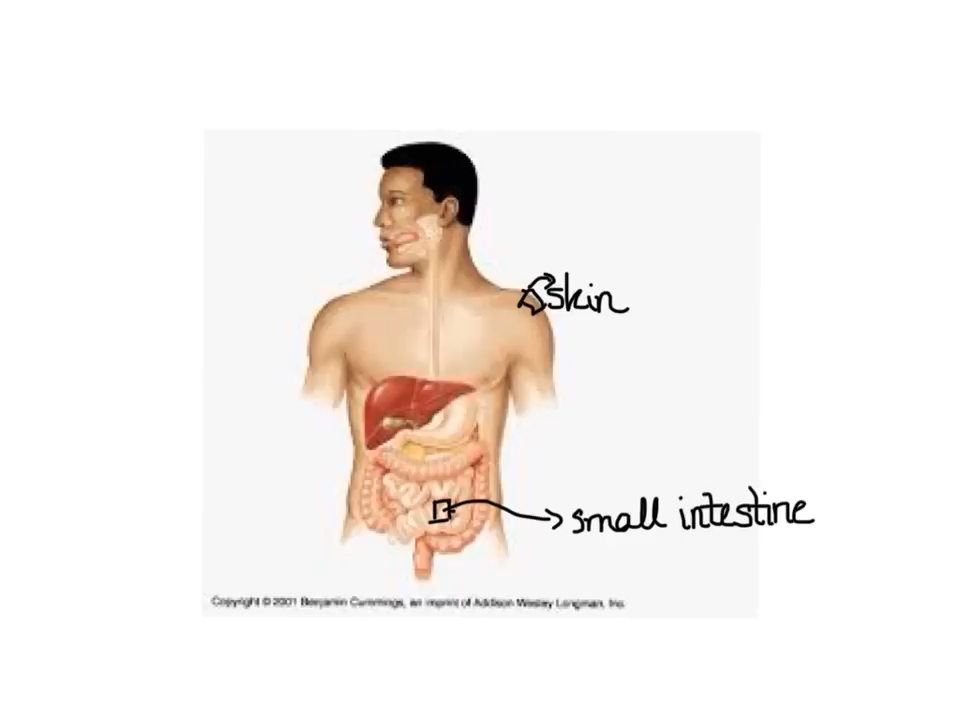 skin
small intestine
Copyright © 2001 Benjamin Cummings, an imprint of Addison Wesley Longman, Inc.